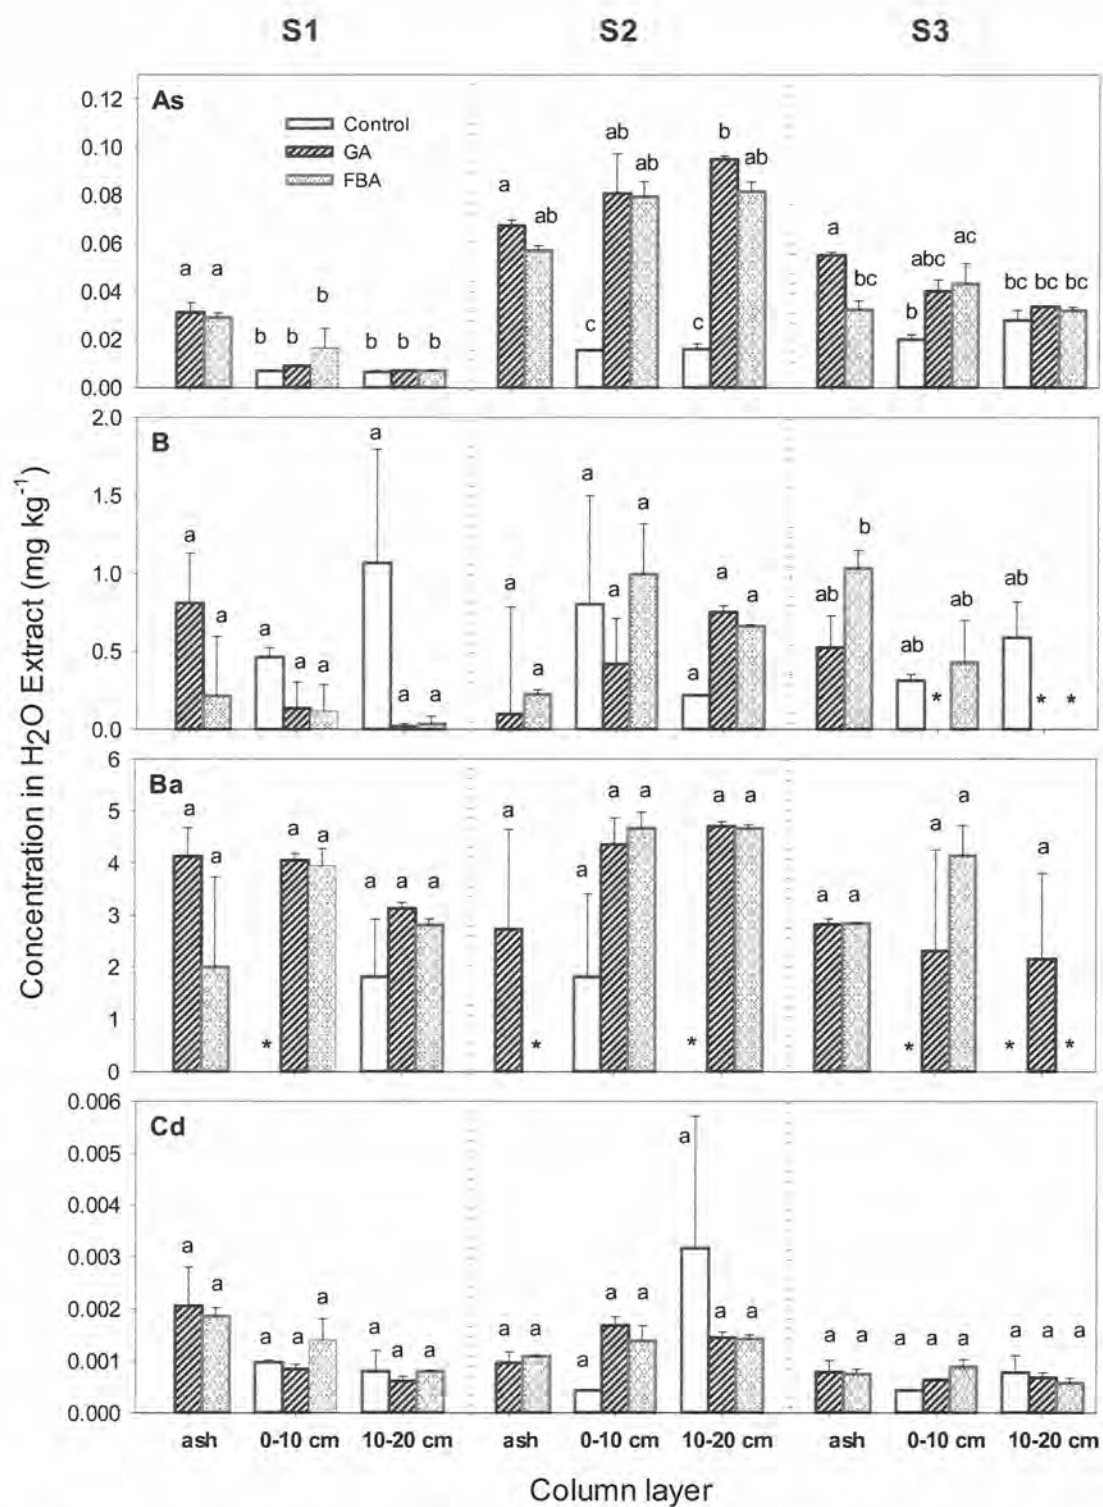 S1 S2 S3
As
Control
GA
FBA
0.12
0.10
0.08
0.06
0.04
0.02
0.00
a a b b b b b b
a ab c ab ab c b ab
a bc b abc ac bc bc bc
B
2.0
1.5
1.0
0.5
0.0
a a a a a a a a
a a a a a a a a
ab b ab * ab ab * *
Ba
6
5
4
3
2
1
0
a a * a a a a a
a * a a a * a a
a a * a a * a *
Cd
0.006
0.005
0.004
0.003
0.002
0.001
0.000
a a a a a a a a
a a a a a a a a
a a a a a a a a
ash 0-10 cm 10-20 cm ash 0-10 cm 10-20 cm ash 0-10 cm 10-20 cm
Column layer
Concentration in H2O Extract (mg kg⁻¹)